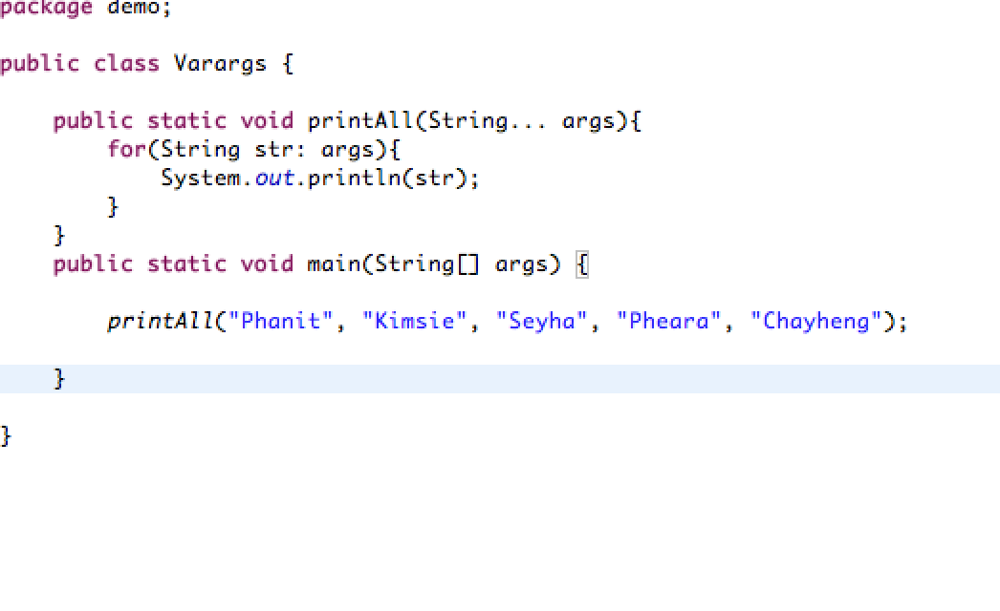 package demo;
public class Varargs {
public static void printAll(String... args){
for(String str: args){
System.out.println(str);
}
}
public static void main(String[] args) {
printAll("Phanit", "Kimsie", "Seyha", "Pheara", "Chayheng");
}
}